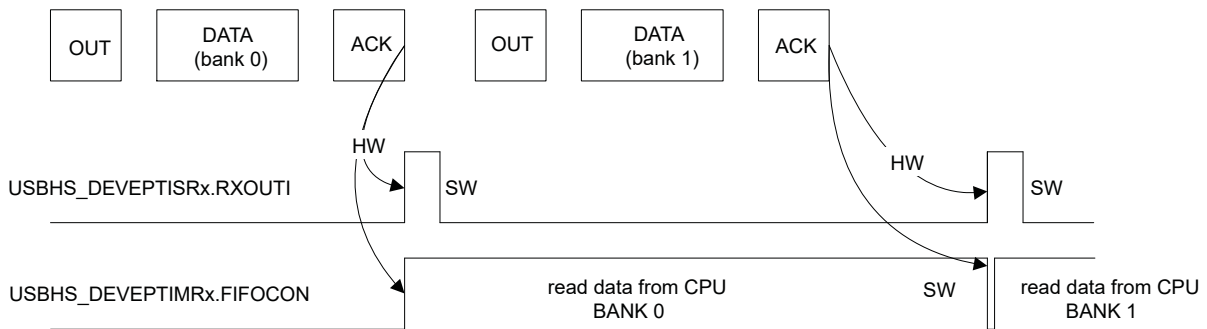 OUT
DATA
(bank 0)
ACK
OUT
DATA
(bank 1)
ACK
HW
HW
USBHS_DEVEPTISRx.RXOUTI
SW
SW
USBHS_DEVEPTIMRx.FIFOCON
read data from CPU
BANK 0
SW
read data from CPU
BANK 1